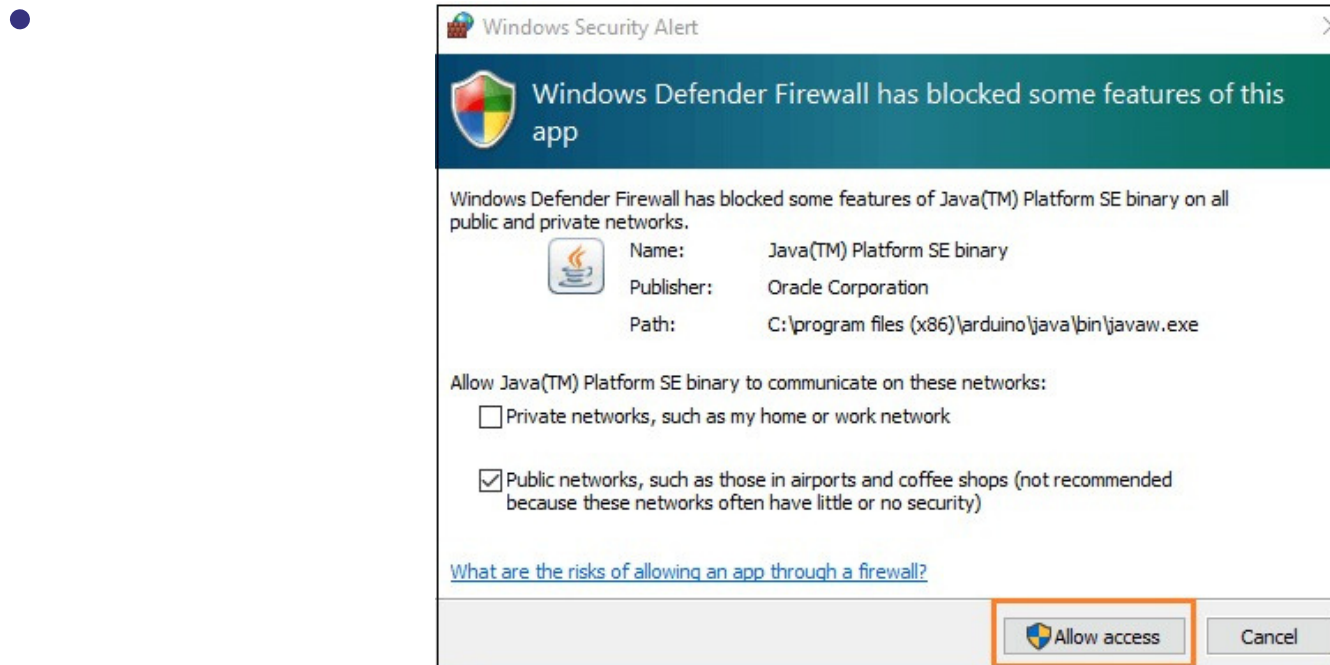 Windows Security Alert
Windows Defender Firewall has blocked some features of this
app
Windows Defender Firewall has blocked some features of Java(TM) Platform SE binary on all
public and private networks.
Name: Java(TM) Platform SE binary
Publisher: Oracle Corporation
Path: C:\program files (x86)\arduino\java\bin\javaw.exe
Allow Java(TM) Platform SE binary to communicate on these networks:
Private networks, such as my home or work network
Public networks, such as those in airports and coffee shops (not recommended
because these networks often have little or no security)
What are the risks of allowing an app through a firewall?
Allow access Cancel